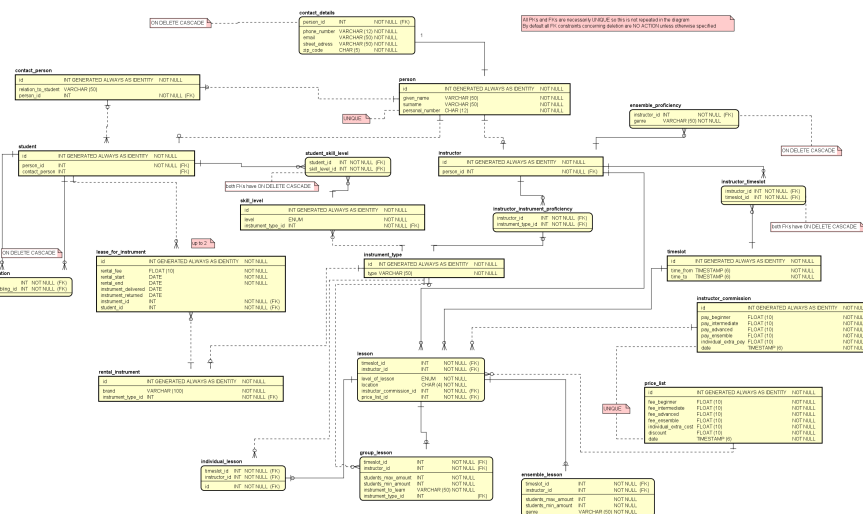 contact_details
person_id INT NOT NULL (FK)
phone_number VARCHAR (12) NOT NULL
email VARCHAR (50) NOT NULL
street_adress VARCHAR (50) NOT NULL
zip_code CHAR (5) NOT NULL
ON DELETE CASCADE
All PKs and FKs are necessarily UNIQUE so this is not repeated in the diagram
By default all FK constraints concerning deletion are NO ACTION unless otherwise specified
contact_person
id INT GENERATED ALWAYS AS IDENTITY NOT NULL
relation_to_student VARCHAR (50)
person_id INT NOT NULL (FK)
person
id INT GENERATED ALWAYS AS IDENTITY NOT NULL
given_name VARCHAR (50) NOT NULL
surname VARCHAR (50) NOT NULL
personal_number CHAR (12) NOT NULL
UNIQUE
ensemble_proficiency
instructor_id INT NOT NULL (FK)
genre VARCHAR (50) NOT NULL
ON DELETE CASCADE
student
id INT GENERATED ALWAYS AS IDENTITY NOT NULL
person_id INT NOT NULL (FK)
contact_person INT NOT NULL (FK)
student_skill_level
student_id INT NOT NULL (FK)
skill_level_id INT NOT NULL (FK)
both FKs have ON DELETE CASCADE
instructor
id INT GENERATED ALWAYS AS IDENTITY NOT NULL
person_id INT NOT NULL (FK)
instructor_timeslot
instructor_id INT NOT NULL (FK)
timeslot_id INT NOT NULL (FK)
both FKs have ON DELETE CASCADE
skill_level
id INT GENERATED ALWAYS AS IDENTITY NOT NULL
level ENUM NOT NULL
instrument_type_id INT NOT NULL (FK)
instructor_instrument_proficiency
instructor_id INT NOT NULL (FK)
instrument_type_id INT NOT NULL (FK)
ON DELETE CASCADE
up to 2
lease_for_instrument
id INT GENERATED ALWAYS AS IDENTITY NOT NULL
rental_fee FLOAT (10) NOT NULL
rental_start DATE NOT NULL
rental_end DATE NOT NULL
instrument_delivered DATE
instrument_returned DATE
instrument_id INT NOT NULL (FK)
student_id INT NOT NULL (FK)
instrument_type
id INT GENERATED ALWAYS AS IDENTITY NOT NULL
type VARCHAR (50) NOT NULL
timeslot
id INT GENERATED ALWAYS AS IDENTITY NOT NULL
time_from TIMESTAMP (6) NOT NULL
time_to TIMESTAMP (6) NOT NULL
INT NOT NULL (FK)
INT NOT NULL (FK)
instructor_commission
id INT GENERATED ALWAYS AS IDENTITY
pay_beginner FLOAT (10)
pay_intermediate FLOAT (10)
pay_advanced FLOAT (10)
pay_ensemble FLOAT (10)
individual_extra_pay FLOAT (10)
date TIMESTAMP (6)
lesson
timeslot_id INT NOT NULL (FK)
instructor_id INT NOT NULL (FK)
level_of_lesson ENUM NOT NULL
location CHAR (4) NOT NULL
instructor_commission_id INT NOT NULL (FK)
price_list_id INT NOT NULL (FK)
rental_instrument
id INT GENERATED ALWAYS AS IDENTITY NOT NULL
brand VARCHAR (100) NOT NULL
instrument_type_id INT NOT NULL (FK)
price_list
id INT GENERATED ALWAYS AS IDENTITY NOT NULL
fee_beginner FLOAT (10) NOT NULL
fee_intermediate FLOAT (10) NOT NULL
fee_advanced FLOAT (10) NOT NULL
fee_ensemble FLOAT (10) NOT NULL
individual_extra_cost FLOAT (10) NOT NULL
discount FLOAT (10) NOT NULL
date TIMESTAMP (6) NOT NULL
UNIQUE
individual_lesson
timeslot_id INT NOT NULL (FK)
instructor_id INT NOT NULL (FK)
id INT NOT NULL (FK)
group_lesson
timeslot_id INT NOT NULL (FK)
instructor_id INT NOT NULL (FK)
students_max_amount INT NOT NULL
students_min_amount INT NOT NULL
instrument_to_learn VARCHAR (50) NOT NULL
instrument_type_id INT (FK)
ensemble_lesson
timeslot_id INT NOT NULL (FK)
instructor_id INT NOT NULL (FK)
students_max_amount INT NOT NULL
students_min_amount INT NOT NULL
genre VARCHAR (50) NOT NULL